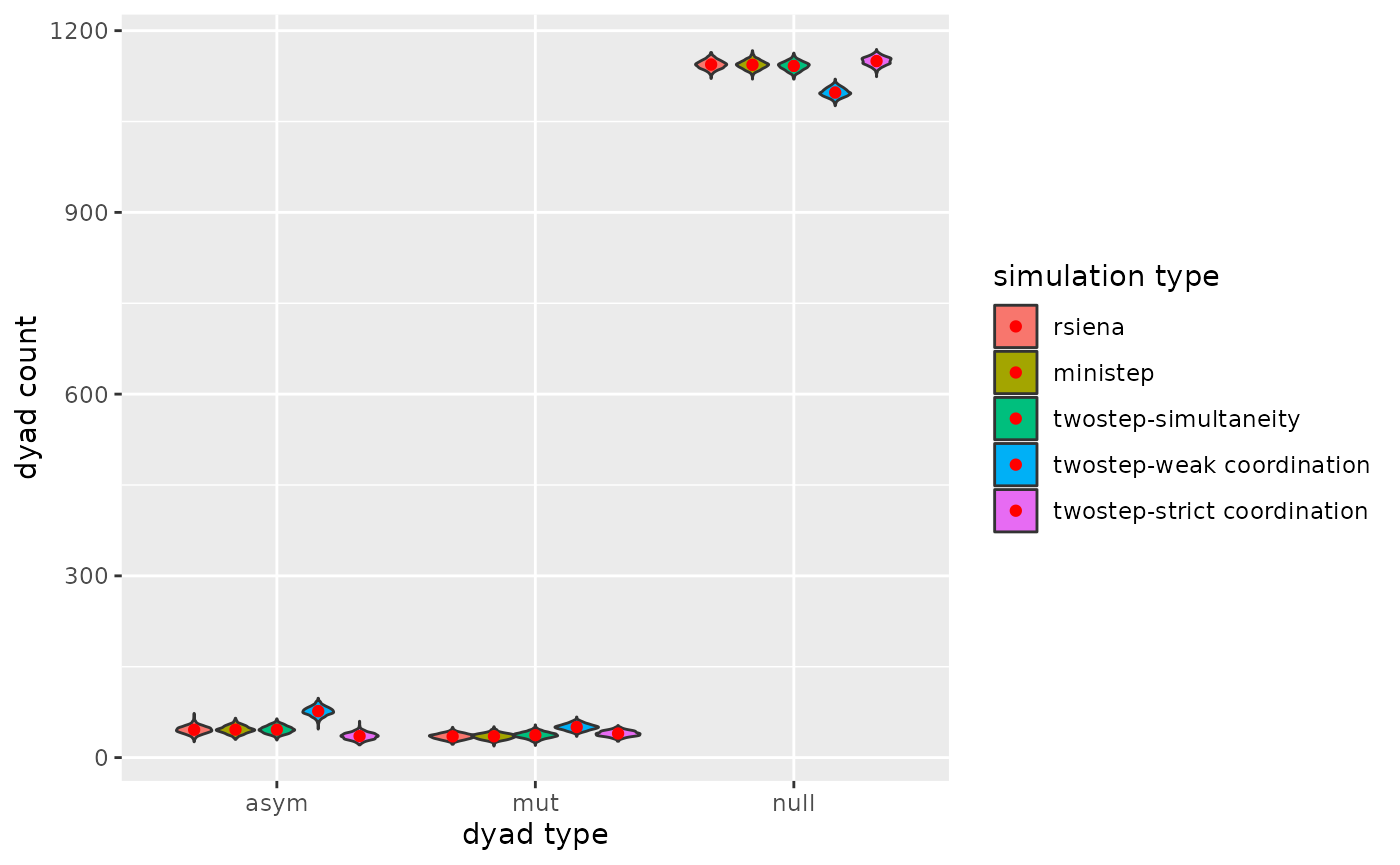 dyad count
1200
900
600
300
0
asym
mut
null
dyad type
simulation type
rsiena
ministep
twostep-simultaneity
twostep-weak coordination
twostep-strict coordination